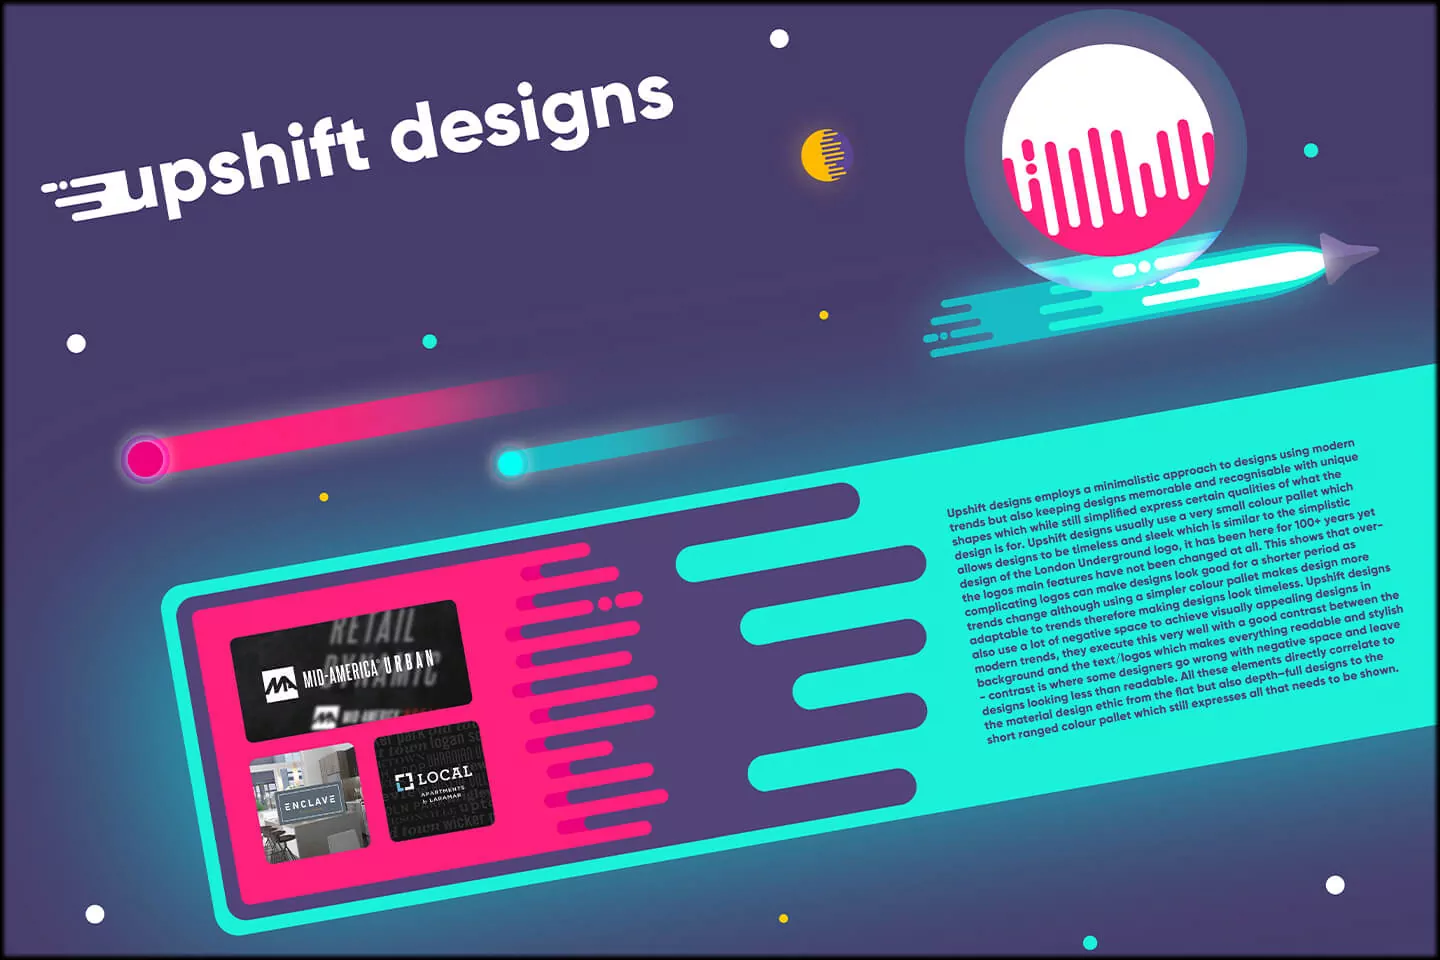 upshift designs
Upshift designs employs a minimalistic approach to designs using modern
trends but also keeping designs memorable and recognisable with unique
shapes which while still simplified express certain qualities of what the
design is for. Upshift designs usually use a very small colour pallet which
allows designs to be timeless and sleek which is similar to the simplistic
design of the London Underground logo, it has been here for 100+ years yet
the logos main features have not been changed at all. This shows that over-
complicating logos can make designs look good for a shorter period as
trends change although using a simpler colour pallet makes design more
adaptable to trends therefore making designs look timeless. Upshift designs
also use a lot of negative space to achieve visually appealing designs in
modern trends, they execute this very well with a good contrast between the
background and the text/logos which makes everything readable and stylish
- contrast is where some designers go wrong with negative space and leave
designs looking less than readable. All these elements directly correlate to
the material design ethic from the flat but also depth-full designs to the
short ranged colour pallet which still expresses all that needs to be shown.
RETAIL
DYNAMIC
MID-AMERICA URBAN
MID-AMERICA
ENCLAVE
LOCAL
APARTMENTS
by LARAMAR
town logan
town wicker